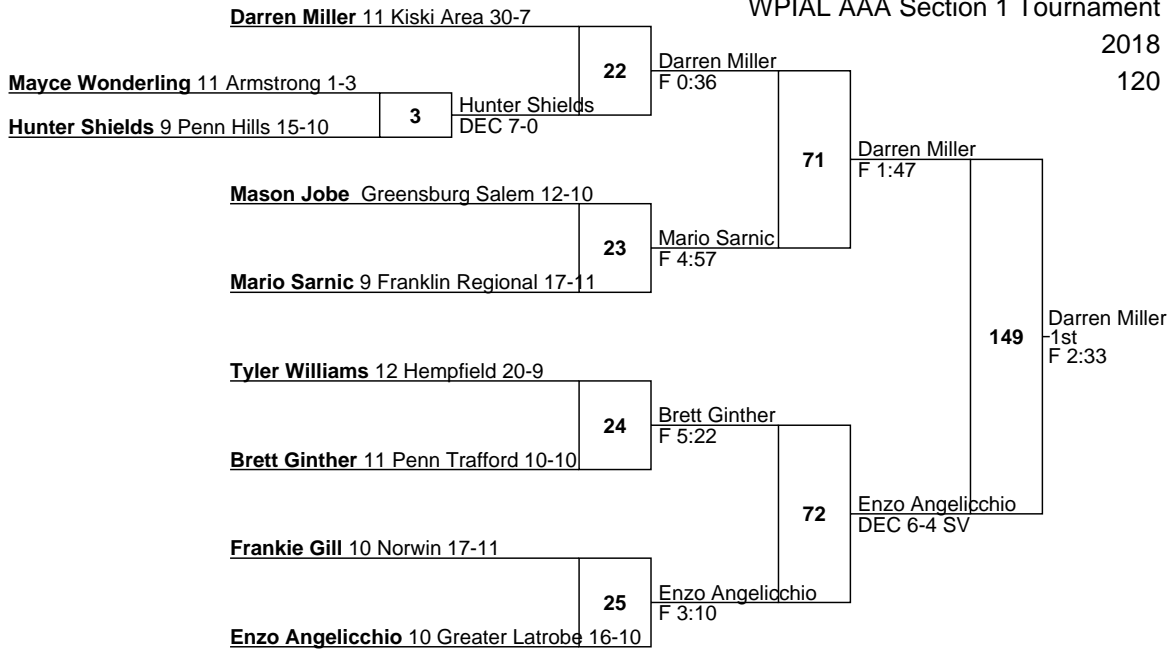 WPIAL AAA Section 1 Tournament
2018
120
Darren Miller 11 Kiski Area 30-7
22
Darren Miller
F 0:36
Mayce Wonderling 11 Armstrong 1-3
3
Hunter Shields
DEC 7-0
Hunter Shields 9 Penn Hills 15-10
71
Darren Miller
F 1:47
Mason Jobe  Greensburg Salem 12-10
23
Mario Sarnic
F 4:57
Mario Sarnic 9 Franklin Regional 17-11
149
Darren Miller
1st
F 2:33
Tyler Williams 12 Hempfield 20-9
24
Brett Ginther
F 5:22
Brett Ginther 11 Penn Trafford 10-10
72
Enzo Angelicchio
DEC 6-4 SV
Frankie Gill 10 Norwin 17-11
25
Enzo Angelicchio
F 3:10
Enzo Angelicchio 10 Greater Latrobe 16-10